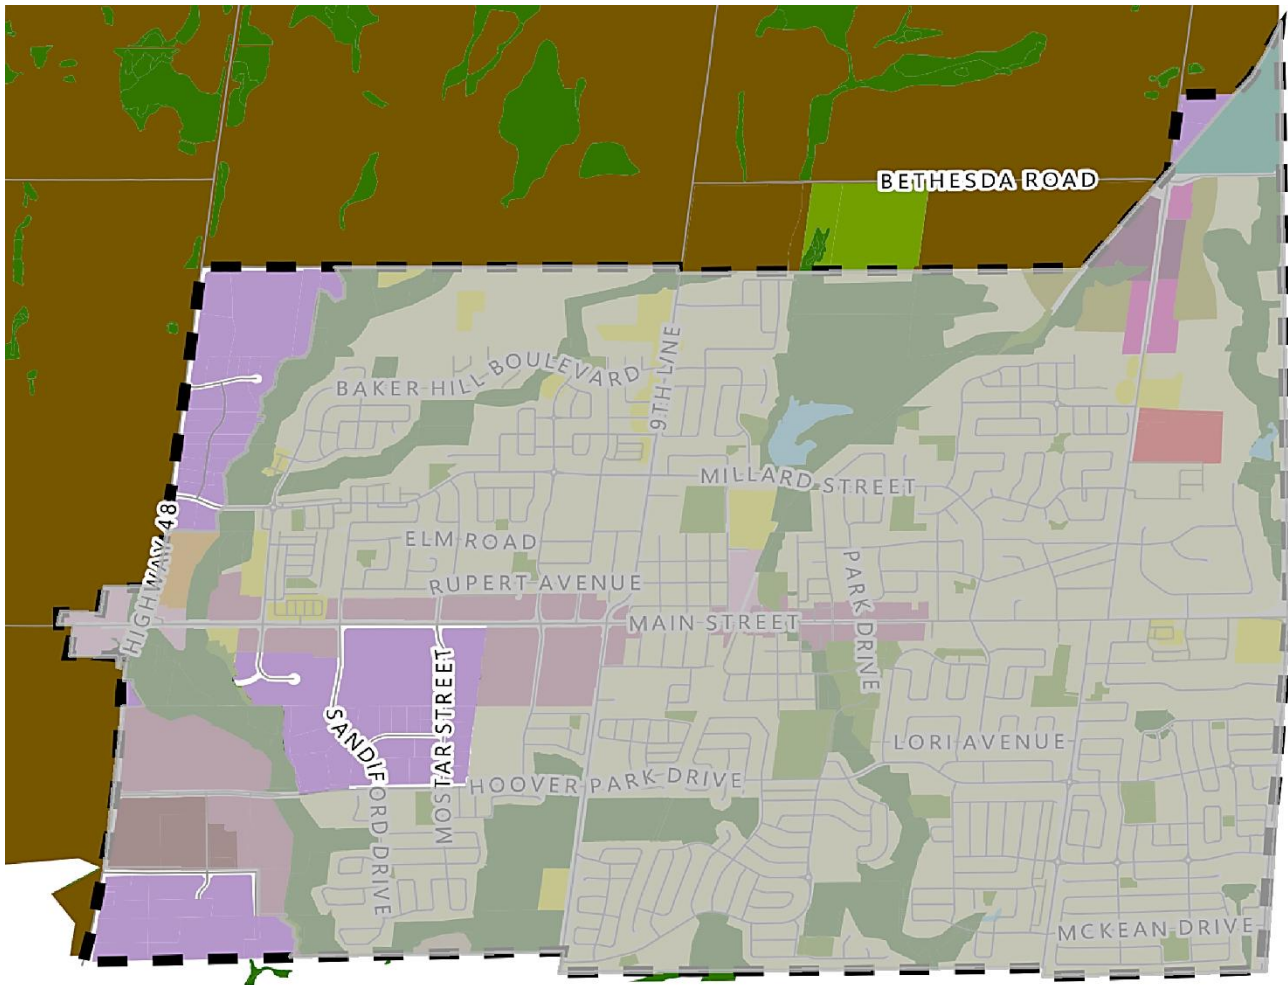 BETHESDA ROAD
9TH LINE
BAKER HILL BOULEVARD
MILLARD STREET
HIGHWAY 48
ELM ROAD
RUPERT AVENUE
PARK DRIVE
MAIN STREET
SANDIFORD DRIVE
MOSTAR STREET
LORI AVENUE
HOOVER PARK DRIVE
MCKEAN DRIVE